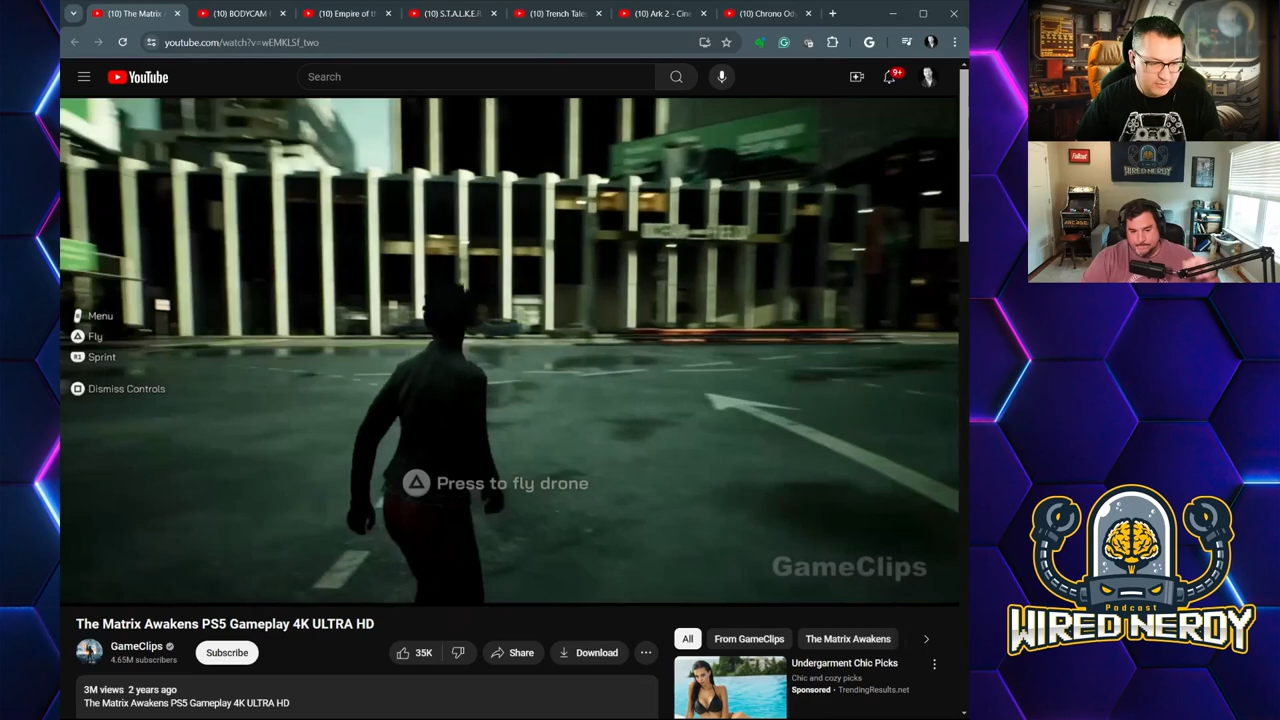 (10) The Matrix A
(10) BODYCAM
(10) Empire of t
(10) S.T.A.L.K.E.R.
(10) Trench Tale
(10) Ark 2 - Cin
(10) Chrono Od
youtube.com/watch?v=wEMKLSf_two
YouTube
Search
9+
Menu
Fly
R1 Sprint
Dismiss Controls
Press to fly drone
GameClips
The Matrix Awakens PS5 Gameplay 4K ULTRA HD
GameClips
4.65M subscribers
Subscribe
35K
Share
Download
All
From GameClips
The Matrix Awakens
3M views 2 years ago
The Matrix Awakens PS5 Gameplay 4K ULTRA HD
Undergarment Chic Picks
Chic and cozy picks
Sponsored · TrendingResults.net
Fallout
WIRED NERDY
Podcast
WIRED NERDY